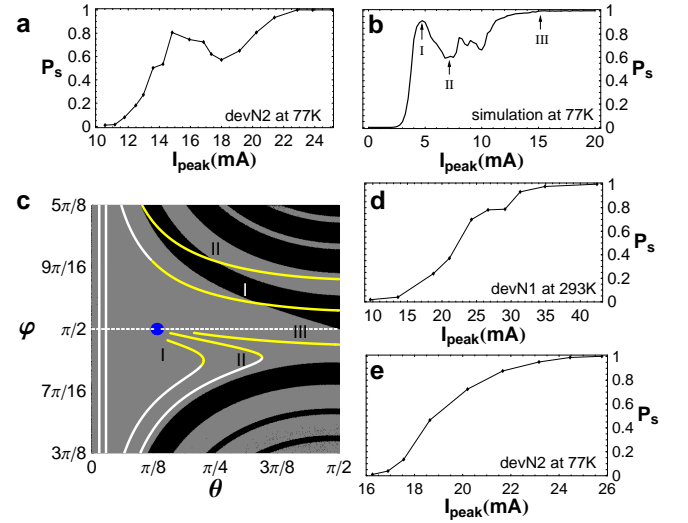 a
P_s
1
0.8
0.6
0.4
0.2
0
devN2 at 77K
10 12 14 16 18 20 22 24
I_peak(mA)
b
P_s
1
0.8
0.6
0.4
0.2
0
I
II
III
simulation at 77K
0 5 10 15 20
I_peak(mA)
c
φ
5π/8
9π/16
π/2
7π/16
3π/8
II
I
III
I
II
0 π/8 π/4 3π/8 π/2
θ
d
1
0.8
0.6
0.4
0.2
0
P_s
devN1 at 293K
10 15 20 25 30 35 40
I_peak(mA)
e
1
0.8
0.6
0.4
0.2
0
P_s
devN2 at 77K
16 18 20 22 24 26
I_peak(mA)